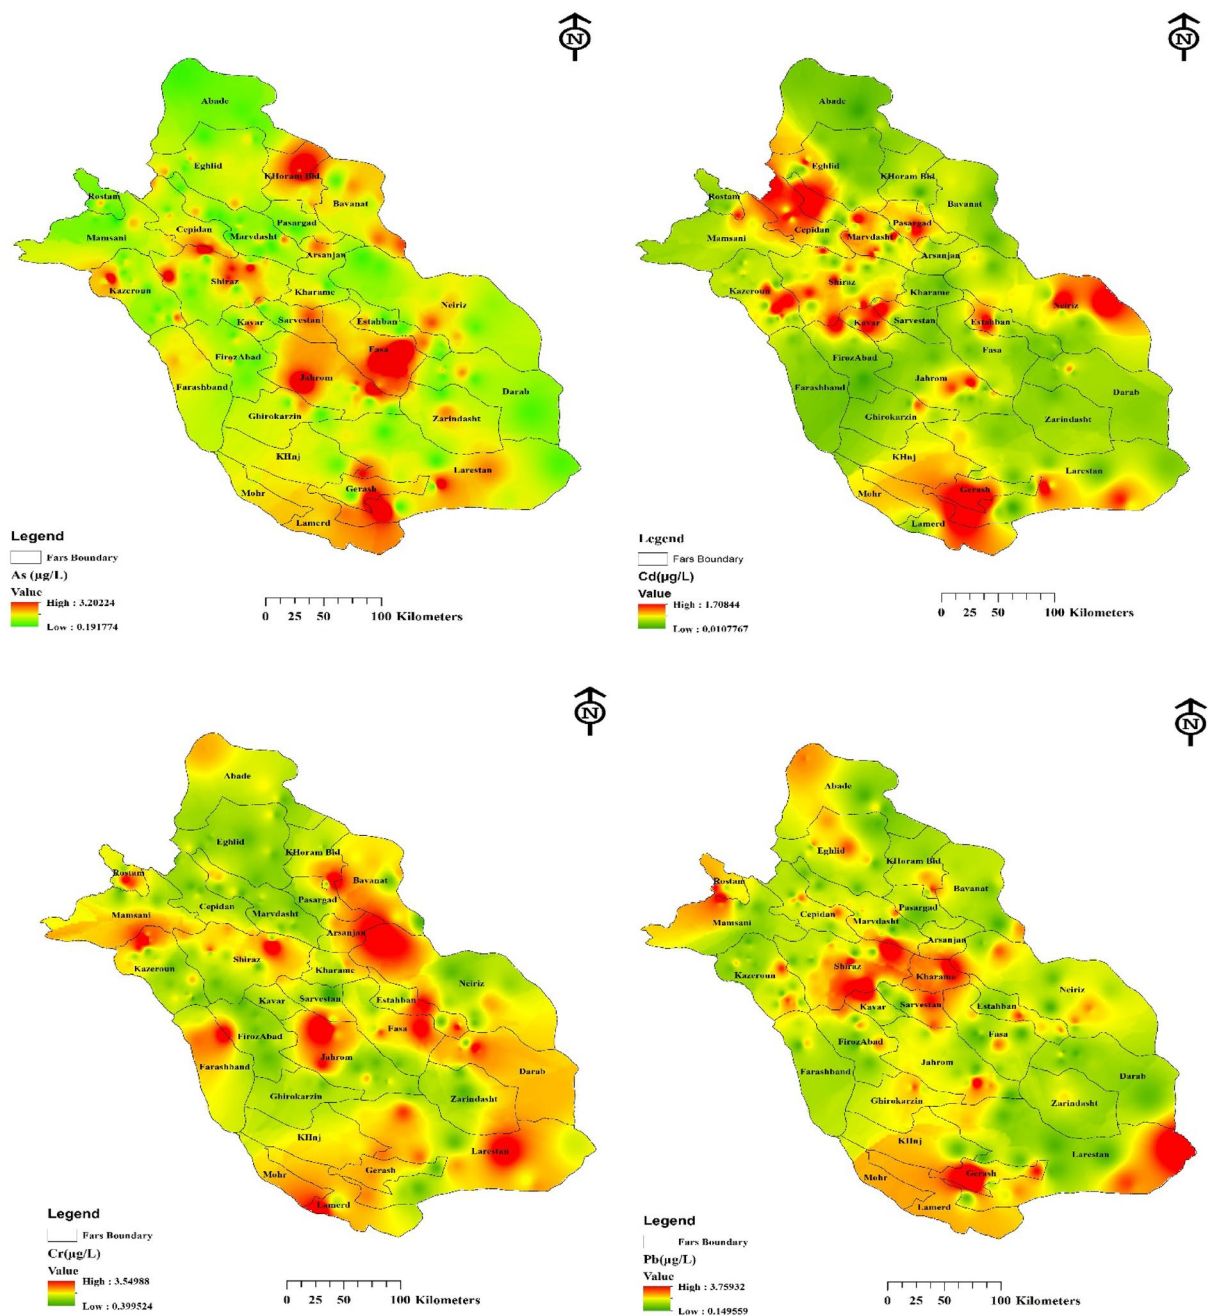 N
Abade
Eghlid
KHoram Bid
Rostam
Bavanat
Cepidan
Pasargad
Mamsani
Marvdasht
Arsanjan
Shiraz
Kazeroun
Kharame
Neiriz
Kavar
Sarvestan
Estahban
FirozAbad
Fasa
Farashband
Jahrom
Darab
Ghirokarzin
Zarindasht
KHnj
Larestan
Mohr
Gerash
Lamerd
Legend
Fars Boundary
As (µg/L)
Value
High : 3.20224
Low : 0.191774
0 25 50 100 Kilometers
N
Abade
Eghlid
KHoram Bid
Rostam
Bavanat
Pasargad
Cepidan
Mamsani
Marvdasht
Arsanjan
Shiraz
Kazeroun
Kharame
Neiriz
Kavar
Sarvestan
Estahban
Fasa
FirozAbad
Jahrom
Farashband
Darab
Ghirokarzin
Zarindasht
KHnj
Larestan
Mohr
Gerash
Lamerd
Legend
Fars Boundary
Cd(µg/L)
Value
High : 1.70844
Low : 0.0107767
0 25 50 100 Kilometers
N
Abade
Eghlid
KHoram Bid
Rostam
Bavanat
Pasargad
Cepidan
Mamsani
Marvdasht
Arsanjan
Shiraz
Kazeroun
Kharame
Neiriz
Kavar
Sarvestan
Estahban
Fasa
FirozAbad
Jahrom
Farashband
Darab
Ghirokarzin
Zarindasht
KHnj
Larestan
Mohr
Gerash
Lamerd
Legend
Fars Boundary
Cr(µg/L)
Value
High : 3.54988
Low : 0.399524
0 25 50 100 Kilometers
N
Abade
Eghlid
KHoram Bid
Rostam
Bavanat
Pasargad
Cepidan
Mamsani
Marvdasht
Arsanjan
Shiraz
Kazeroun
Kharame
Neiriz
Kavar
Sarvestan
Estahban
Fasa
FirozAbad
Jahrom
Farashband
Darab
Ghirokarzin
Zarindasht
KHnj
Larestan
Mohr
Gerash
Lamerd
Legend
Fars Boundary
Pb(µg/L)
Value
High : 3.75932
Low : 0.149559
0 25 50 100 Kilometers